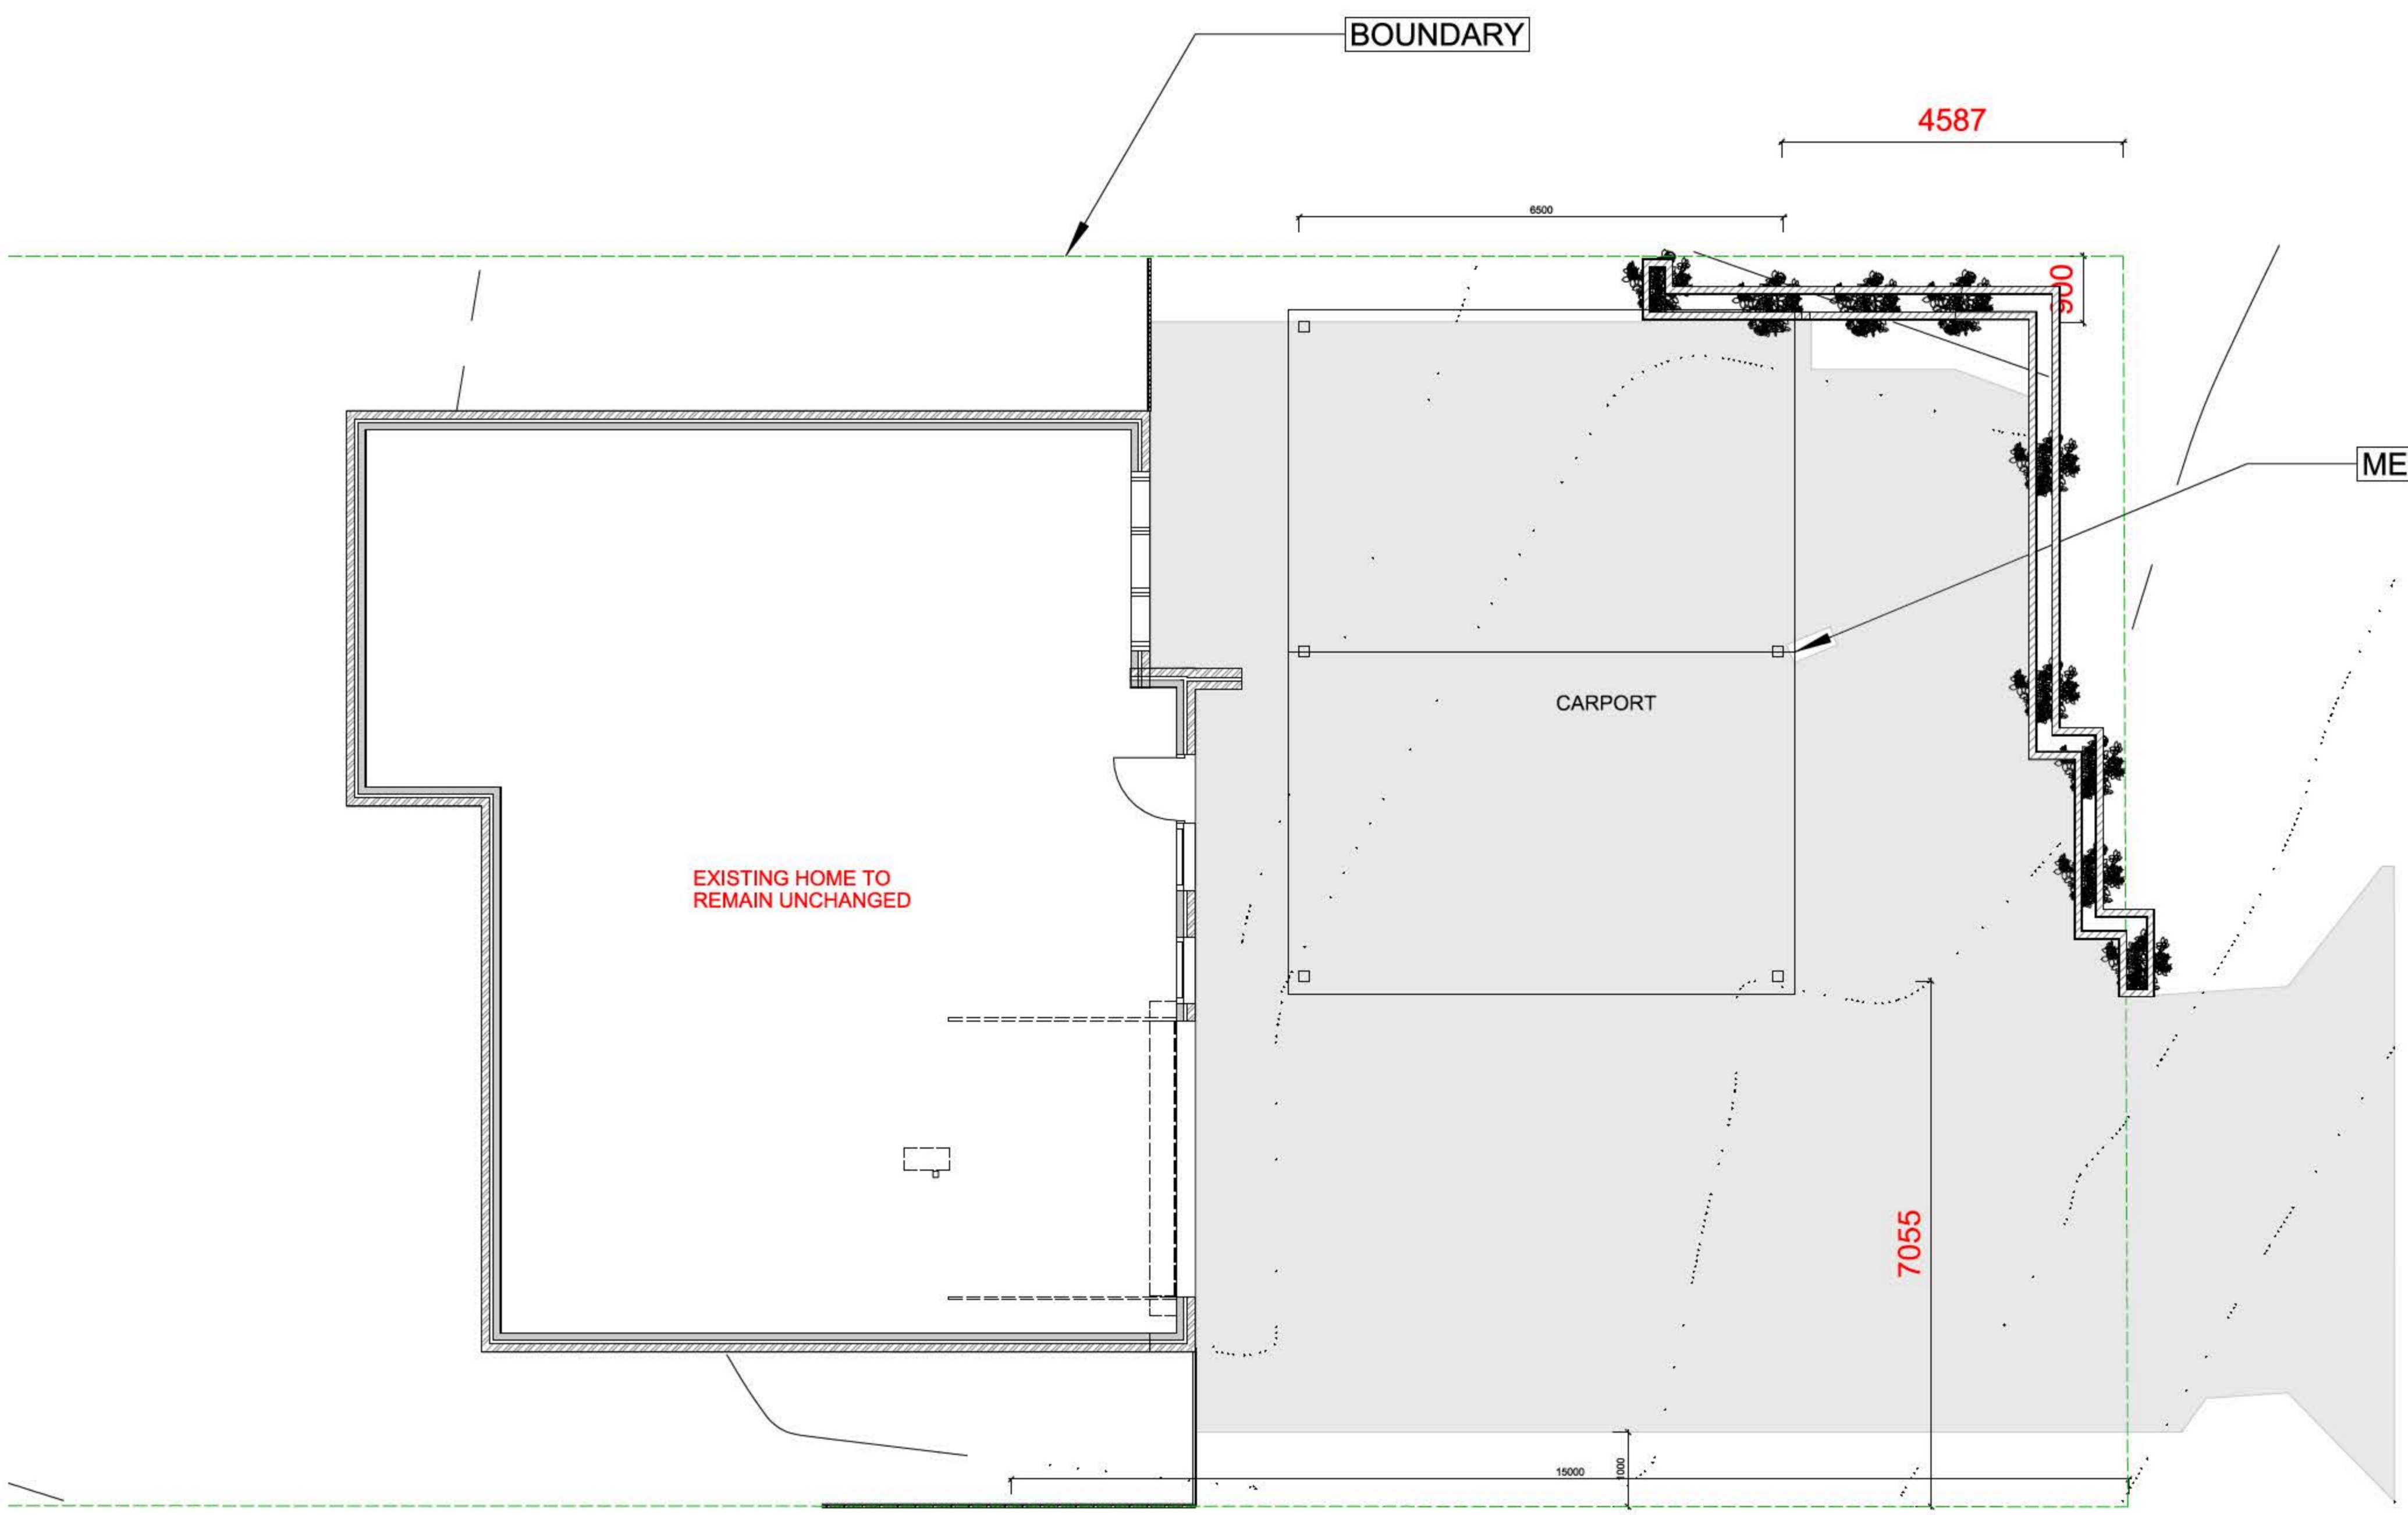 BOUNDARY
4587
6500
900
ME
CARPORT
EXISTING HOME TO
REMAIN UNCHANGED
7055
15000
1000